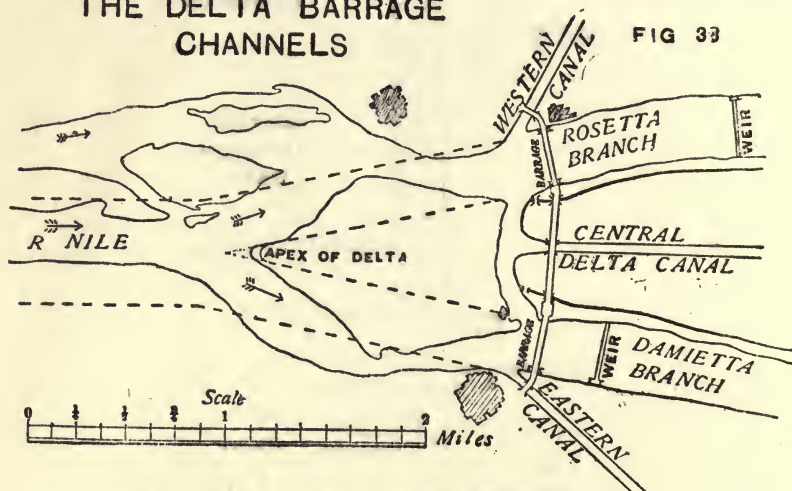 THE DELTA BARRAGE
CHANNELS
FIG 33
WESTERN
CANAL
ROSETTA
BRANCH
WEIR
BARRAGE
R NILE
APEX OF DELTA
CENTRAL
DELTA CANAL
BARRAGE
WEIR
DAMIETTA
BRANCH
EASTERN
CANAL
Scale
0
1
2
Miles